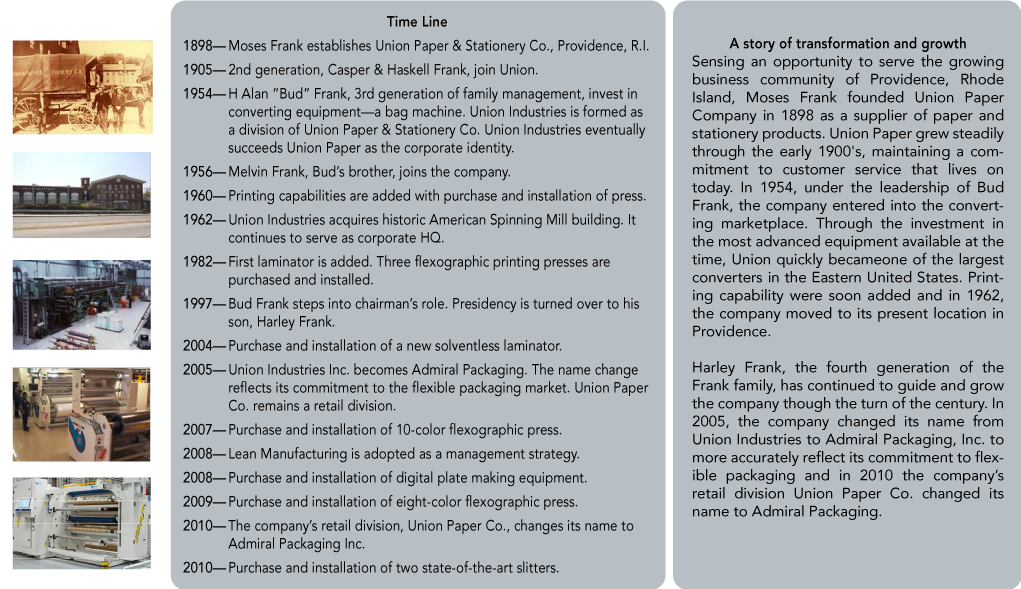 Time Line
1898—Moses Frank establishes Union Paper & Stationery Co., Providence, R.I.
1905—2nd generation, Casper & Haskell Frank, join Union.
1954—H Alan "Bud" Frank, 3rd generation of family management, invest in
converting equipment—a bag machine. Union Industries is formed as
a division of Union Paper & Stationery Co. Union Industries eventually
succeeds Union Paper as the corporate identity.
1956—Melvin Frank, Bud's brother, joins the company.
1960—Printing capabilities are added with purchase and installation of press.
1962—Union Industries acquires historic American Spinning Mill building. It
continues to serve as corporate HQ.
1982—First laminator is added. Three flexographic printing presses are
purchased and installed.
1997—Bud Frank steps into chairman's role. Presidency is turned over to his
son, Harley Frank.
2004—Purchase and installation of a new solventless laminator.
2005—Union Industries Inc. becomes Admiral Packaging. The name change
reflects its commitment to the flexible packaging market. Union Paper
Co. remains a retail division.
2007—Purchase and installation of 10-color flexographic press.
2008—Lean Manufacturing is adopted as a management strategy.
2008—Purchase and installation of digital plate making equipment.
2009—Purchase and installation of eight-color flexographic press.
2010—The company's retail division, Union Paper Co., changes its name to
Admiral Packaging Inc.
2010—Purchase and installation of two state-of-the-art slitters.
A story of transformation and growth
Sensing an opportunity to serve the growing
business community of Providence, Rhode
Island, Moses Frank founded Union Paper
Company in 1898 as a supplier of paper and
stationery products. Union Paper grew steadily
through the early 1900's, maintaining a com-
mitment to customer service that lives on
today. In 1954, under the leadership of Bud
Frank, the company entered into the convert-
ing marketplace. Through the investment in
the most advanced equipment available at the
time, Union quickly becameone of the largest
converters in the Eastern United States. Print-
ing capability were soon added and in 1962,
the company moved to its present location in
Providence.
Harley Frank, the fourth generation of the
Frank family, has continued to guide and grow
the company though the turn of the century. In
2005, the company changed its name from
Union Industries to Admiral Packaging, Inc. to
more accurately reflect its commitment to flex-
ible packaging and in 2010 the company's
retail division Union Paper Co. changed its
name to Admiral Packaging.